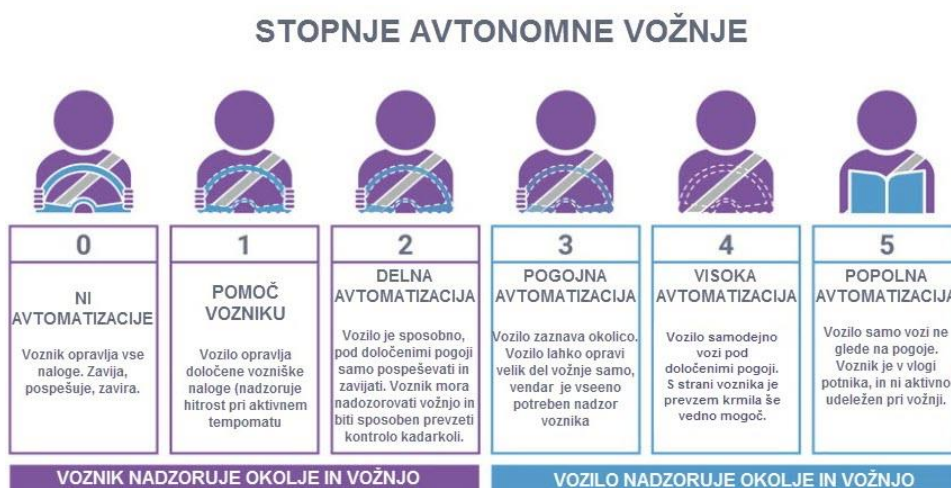 STOPNJE AVTONOMNE VOŽNJE
0
NI
AVTOMATIZACIJE
Voznik opravlja vse
naloge. Zavija,
pospešuje, zavira.
1
POMOČ
VOZNIKU
Vozilo opravlja
določene vozniške
naloge (nadzoruje
hitrost pri aktivnem
tempomatu
2
DELNA
AVTOMATIZACIJA
Vozilo je sposobno,
pod določenimi pogoji
samo pospeševati in
zavijati. Voznik mora
nadozorovati vožnjo in
biti sposoben prevzeti
kontrolo kadarkoli.
3
POGOJNA
AVTOMATIZACIJA
Vozilo zaznava okolico.
Vozilo lahko opravi
velik del vožnje samo,
vendar je vseeno
potreben nadzor
voznika
4
VISOKA
AVTOMATIZACIJA
Vozilo samodejno
vozi pod
določenimi pogoji.
S strani voznika je
prevzem krmila še
vedno mogoč.
5
POPOLNA
AVTOMATIZACIJA
Vozilo samo vozi ne
glede na pogoje.
Voznik je v vlogi
potnika, in ni aktivno
udeležen pri vožnji.
VOZNIK NADZORUJE OKOLJE IN VOŽNJO
VOZILO NADZORUJE OKOLJE IN VOŽNJO